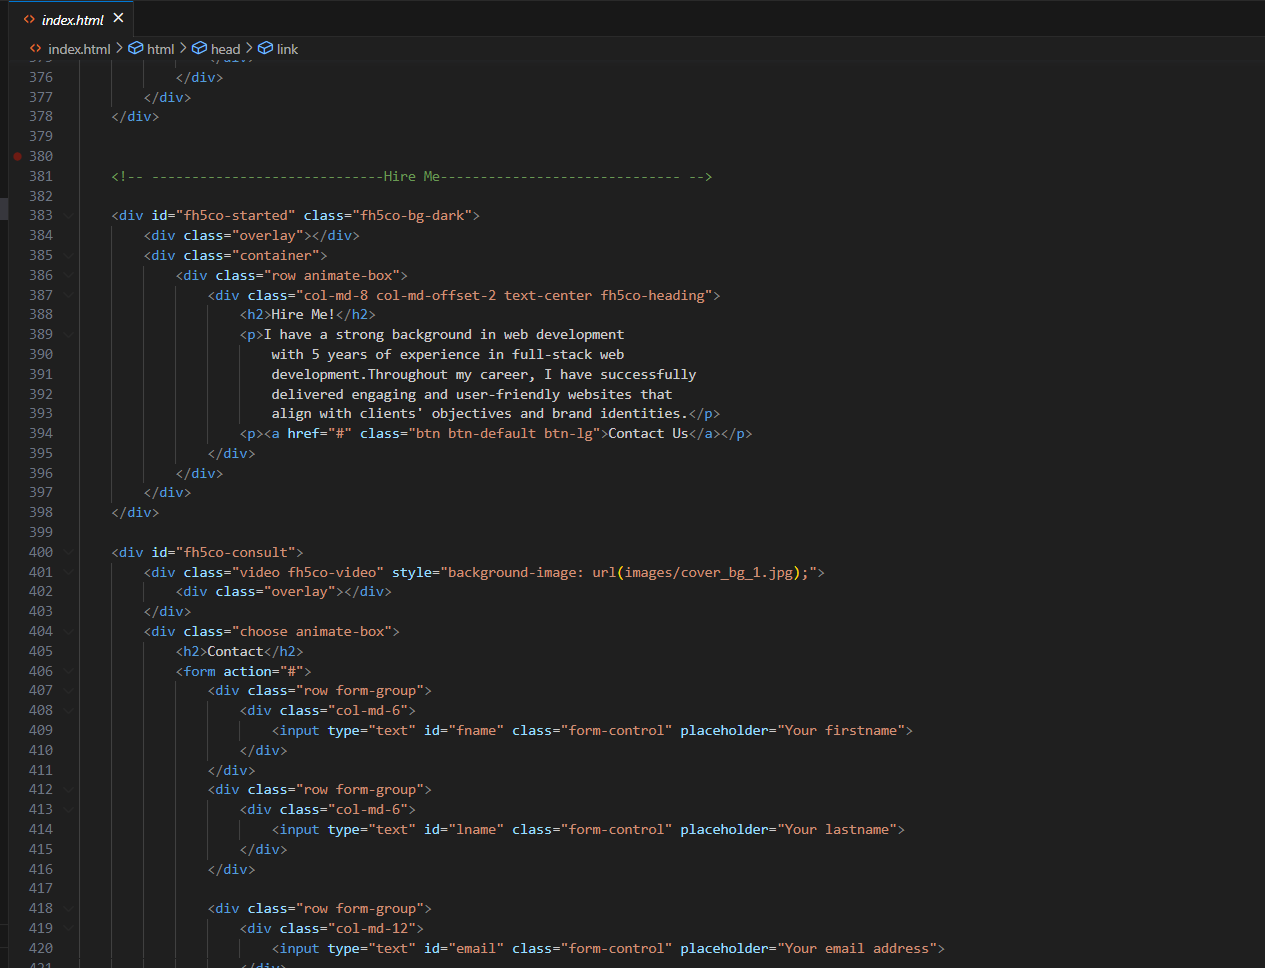 index.html
index.html > html > head > link
375 </div>
376 </div>
377 </div>
378 </div>
379
380
381 <!-- -----------------------------Hire Me------------------------------ -->
382
383 <div id="fh5co-started" class="fh5co-bg-dark">
384 <div class="overlay"></div>
385 <div class="container">
386 <div class="row animate-box">
387 <div class="col-md-8 col-md-offset-2 text-center fh5co-heading">
388 <h2>Hire Me!</h2>
389 <p>I have a strong background in web development
390 with 5 years of experience in full-stack web
391 development.Throughout my career, I have successfully
392 delivered engaging and user-friendly websites that
393 align with clients' objectives and brand identities.</p>
394 <p><a href="#" class="btn btn-default btn-lg">Contact Us</a></p>
395 </div>
396 </div>
397 </div>
398 </div>
399
400 <div id="fh5co-consult">
401 <div class="video fh5co-video" style="background-image: url(images/cover_bg_1.jpg);">
402 <div class="overlay"></div>
403 </div>
404 <div class="choose animate-box">
405 <h2>Contact</h2>
406 <form action="#">
407 <div class="row form-group">
408 <div class="col-md-6">
409 <input type="text" id="fname" class="form-control" placeholder="Your firstname">
410 </div>
411 </div>
412 <div class="row form-group">
413 <div class="col-md-6">
414 <input type="text" id="lname" class="form-control" placeholder="Your lastname">
415 </div>
416 </div>
417
418 <div class="row form-group">
419 <div class="col-md-12">
420 <input type="text" id="email" class="form-control" placeholder="Your email address">
421 </div>